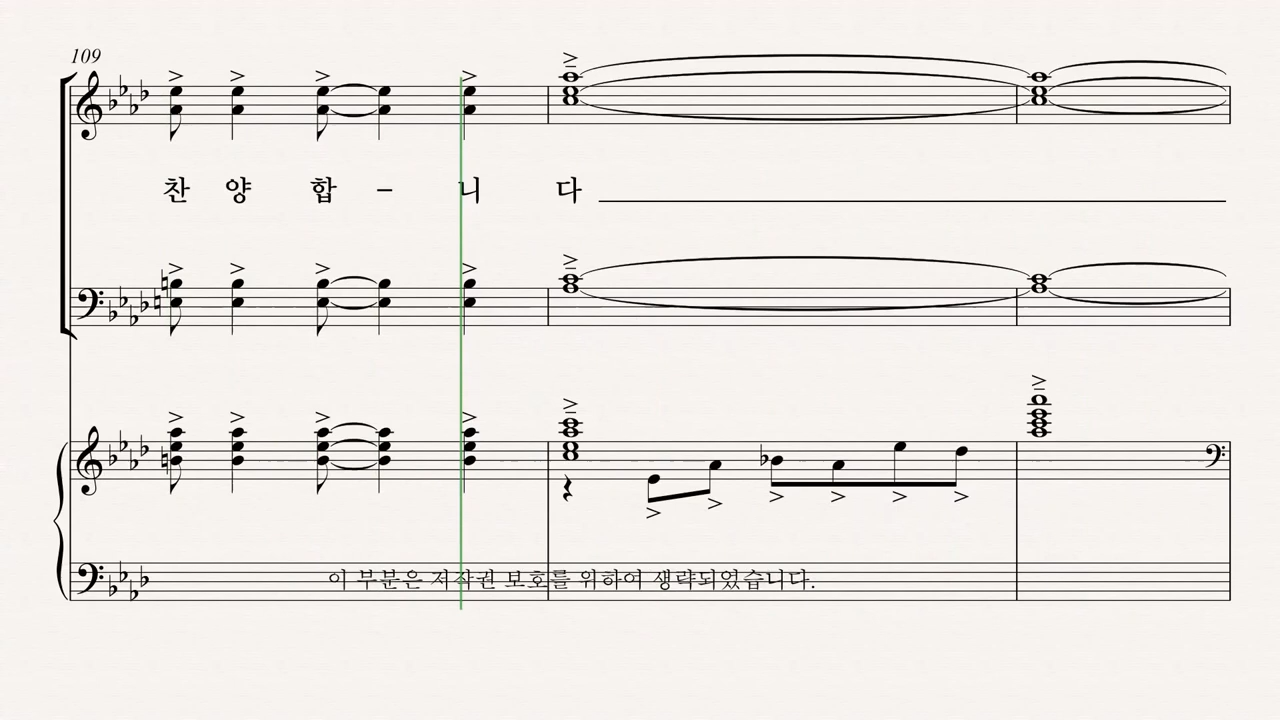 109
찬 양 합 – 니 다
이 부분은 저작권 보호를 위하여 생략되었습니다.